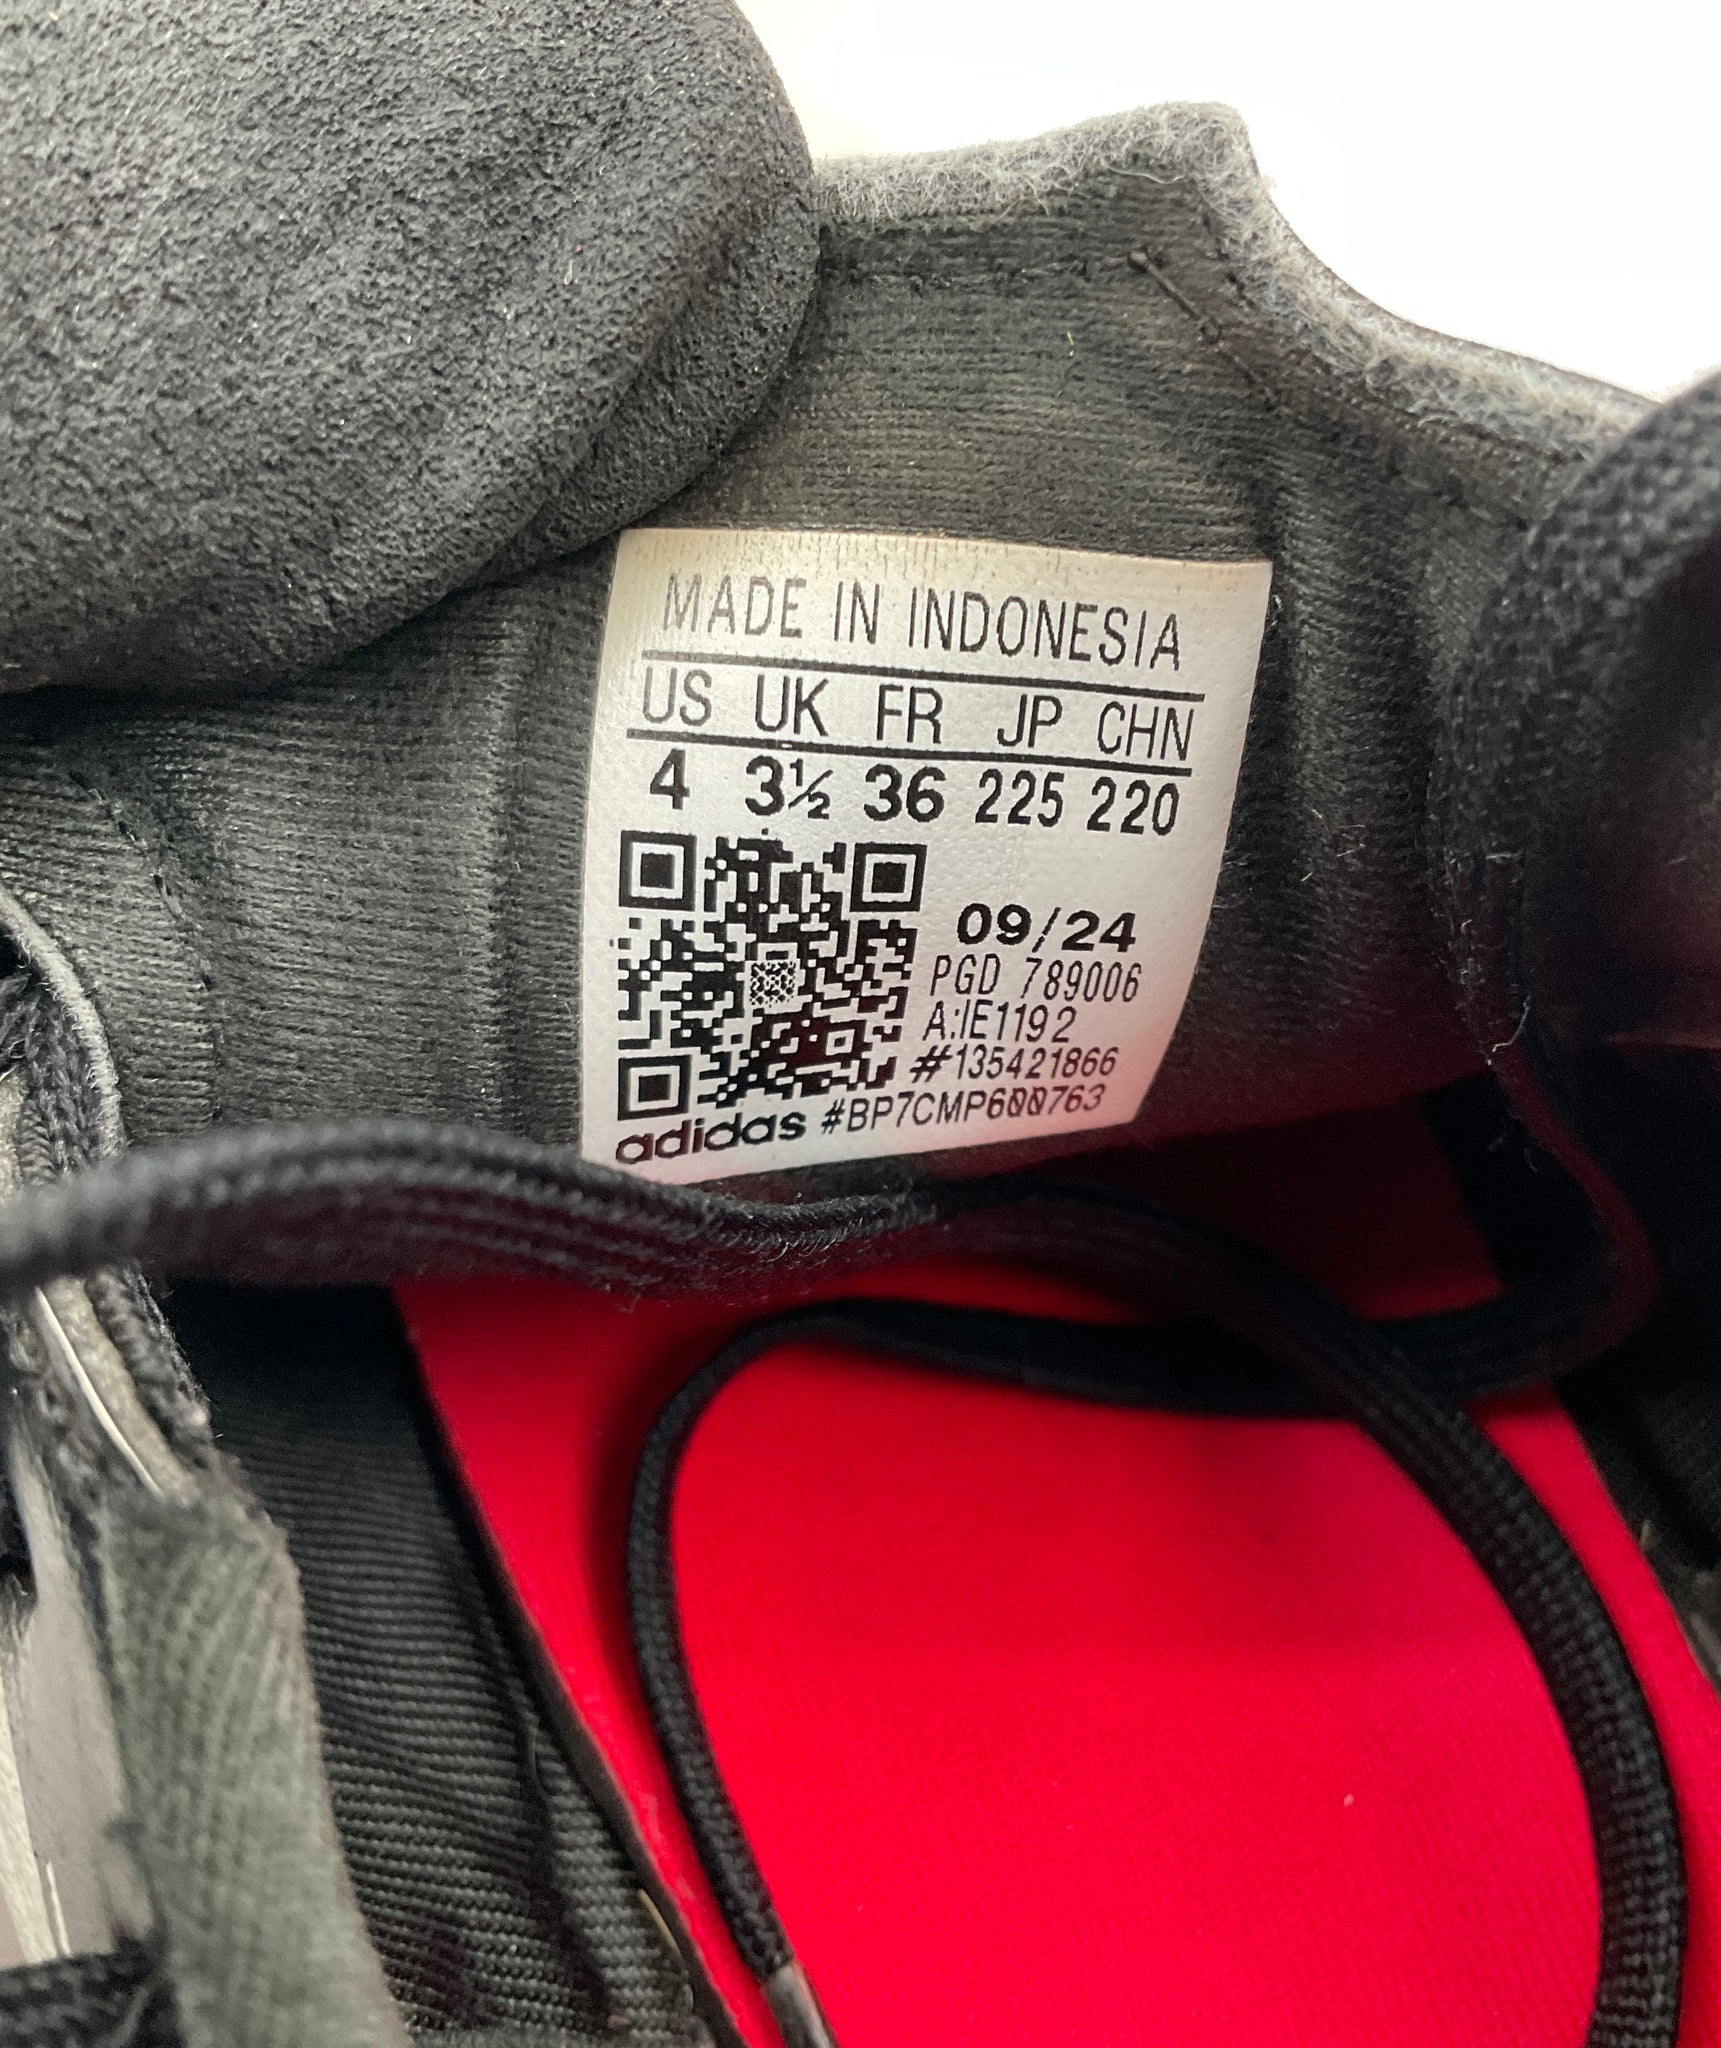 MADE IN INDONESIA
US UK FR JP CHN
4 3½ 36 225 220
09/24
PGD 789006
A:IE1192
#135421866
adidas #BP7CMP600763